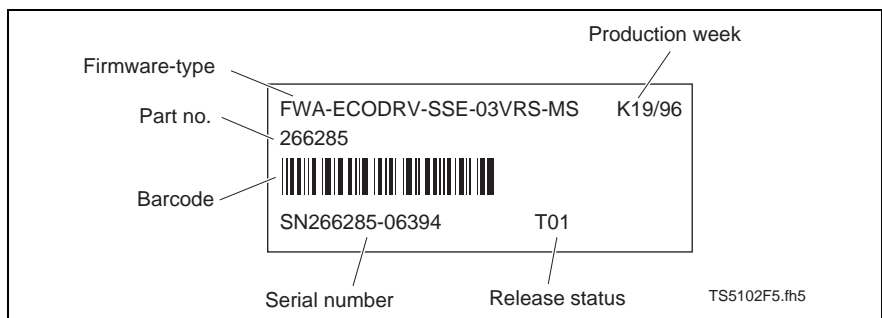 Production week
Firmware-type
FWA-ECODRV-SSE-03VRS-MS K19/96
Part no.
266285
Barcode
SN266285-06394 T01
Serial number Release status TS5102F5.fh5